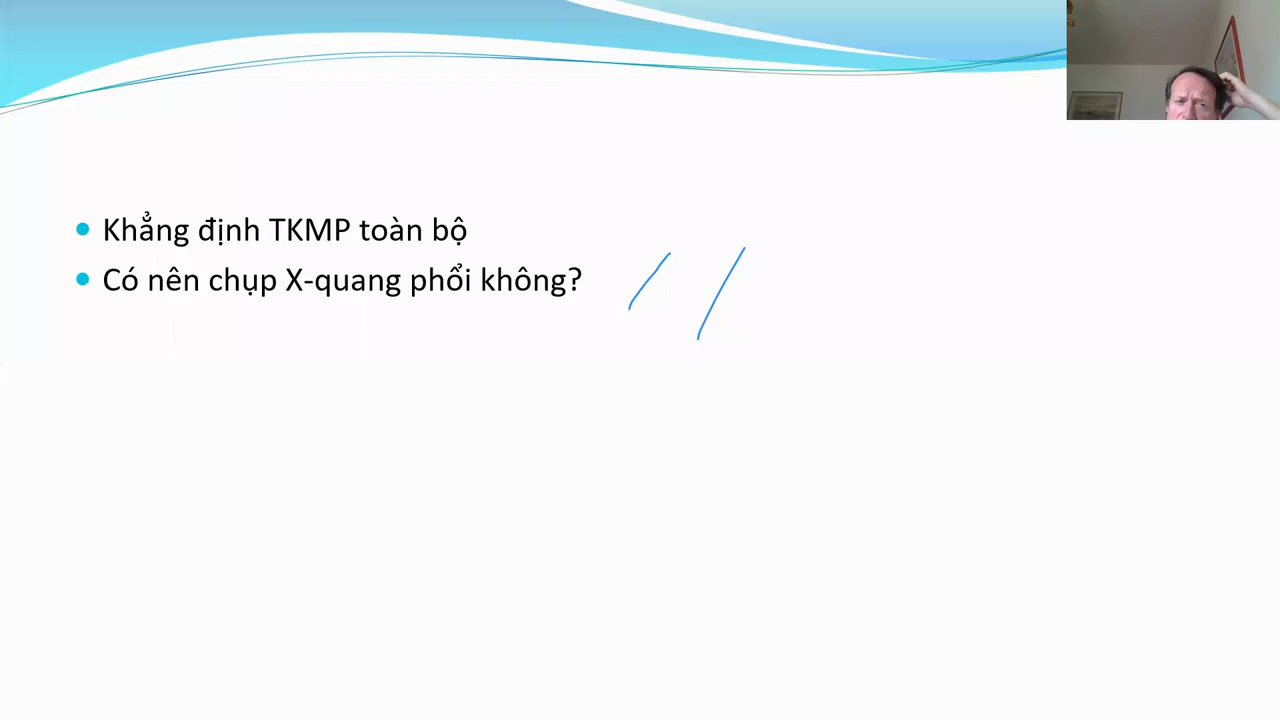 Khẳng định TKMP toàn bộ
Có nên chụp X-quang phổi không?